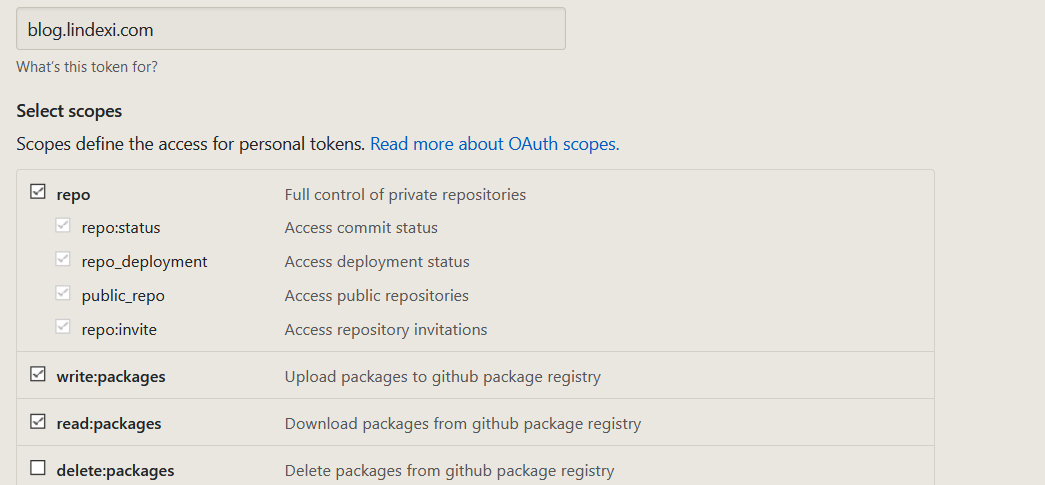 blog.lindexi.com
What's this token for?
Select scopes
Scopes define the access for personal tokens. Read more about OAuth scopes.
repo Full control of private repositories
repo:status Access commit status
repo_deployment Access deployment status
public_repo Access public repositories
repo:invite Access repository invitations
write:packages Upload packages to github package registry
read:packages Download packages from github package registry
delete:packages Delete packages from github package registry